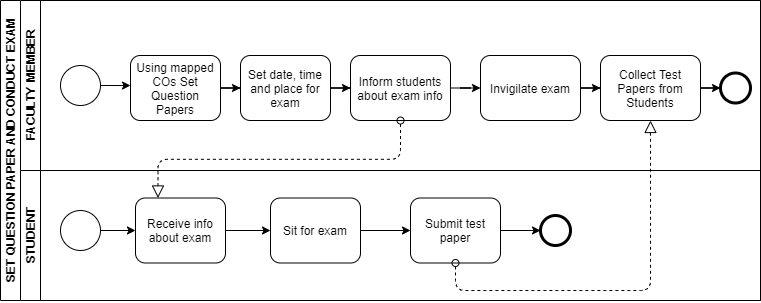 SET QUESTION PAPER AND CONDUCT EXAM
FACULTY MEMBER
Using mapped
COs Set
Question
Papers
Set date, time
and place for
exam
Inform students
about exam info
Invigilate exam
Collect Test
Papers from
Students
STUDENT
Receive info
about exam
Sit for exam
Submit test
paper